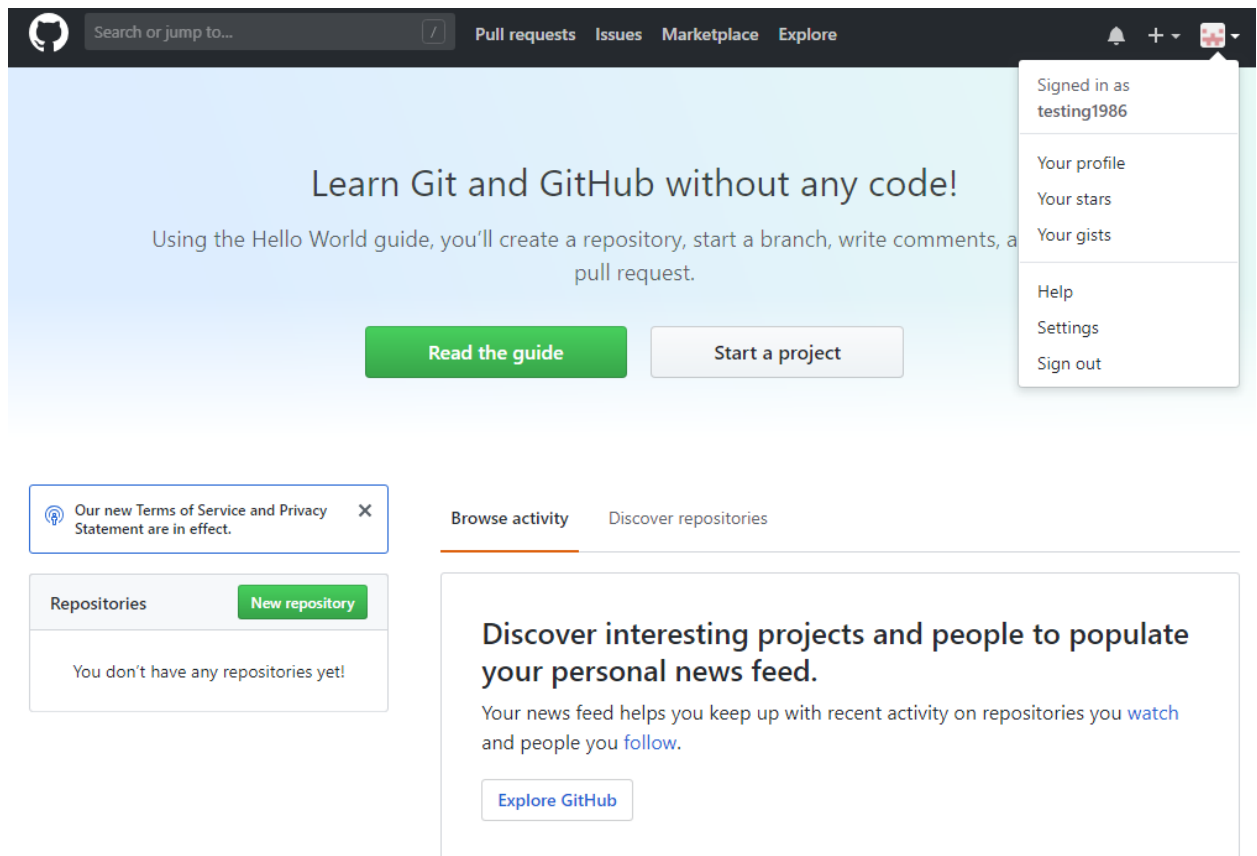 Search or jump to...
/
Pull requests
Issues
Marketplace
Explore
Signed in as
testing1986
Your profile
Your stars
Your gists
Help
Settings
Sign out
Learn Git and GitHub without any code!
Using the Hello World guide, you’ll create a repository, start a branch, write comments, a
pull request.
Read the guide
Start a project
Our new Terms of Service and Privacy
Statement are in effect.
Repositories
New repository
You don’t have any repositories yet!
Browse activity
Discover repositories
Discover interesting projects and people to populate
your personal news feed.
Your news feed helps you keep up with recent activity on repositories you watch
and people you follow.
Explore GitHub